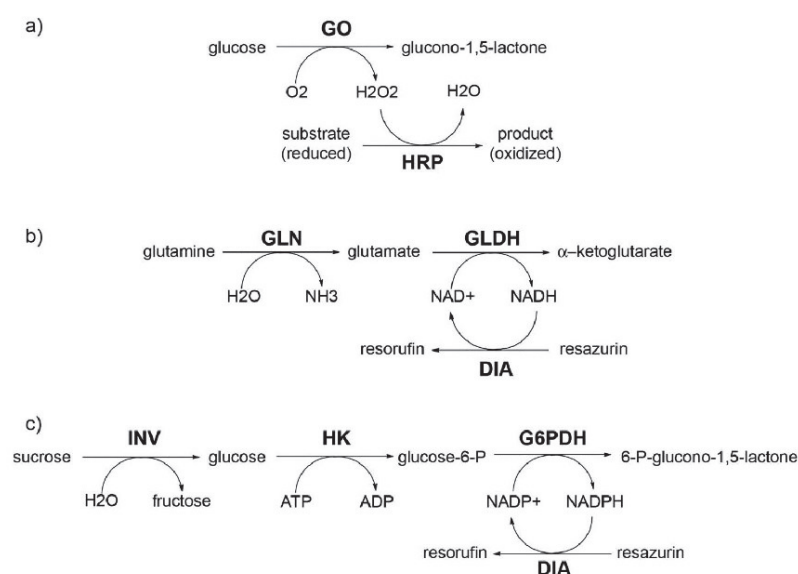 a)
GO
glucose glucono-1,5-lactone
O2 H2O2 H2O
substrate product
(reduced) (oxidized)
HRP
b)
GLN GLDH
glutamine glutamate α–ketoglutarate
H2O NH3 NAD+ NADH
resorufin resazurin
DIA
c)
INV HK G6PDH
sucrose glucose glucose-6-P 6-P-glucono-1,5-lactone
H2O fructose ATP ADP NADP+ NADPH
resorufin resazurin
DIA